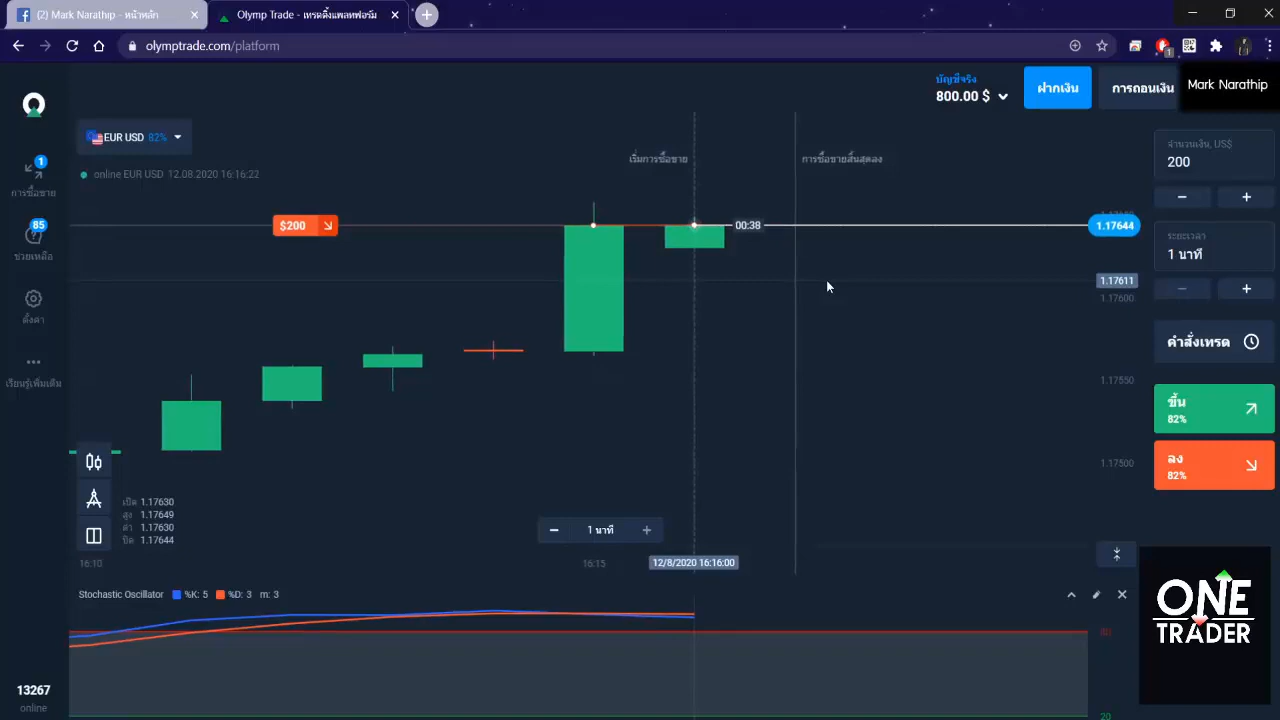 (2) Mark Narathip - หน้าหลัก
Olymp Trade - เทรดดิ้งแพลทฟอร์ม
olymptrade.com/platform
1
บัญชีจริง
800.00 $
ฝากเงิน
การถอนเงิน
Mark Narathip
EUR USD 82%
online EUR USD 12.08.2020 16:16:22
เริ่มการซื้อขาย
การซื้อขายสิ้นสุดลง
จำนวนเงิน, US$
200
1
การซื้อขาย
85
ช่วยเหลือ
ตั้งค่า
เรียนรู้เพิ่มเติม
$200
00:38
1.17644
1.17611
1.17600
1.17550
1.17500
ระยะเวลา
1 นาที
คำสั่งเทรด
ขึ้น
82%
ลง
82%
เปิด 1.17630
สูง 1.17649
ต่ำ 1.17630
ปิด 1.17644
1 นาที
16:10
16:15
12/8/2020 16:16:00
Stochastic Oscillator %K: 5 %D: 3 m: 3
80
20
ONE
TRADER
13267
online